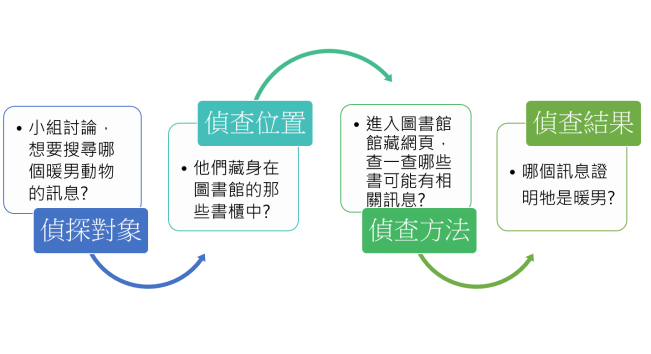 • 小組討論，
想要搜尋哪
個暖男動物
的訊息?
偵探對象
偵查位置
• 他們藏身在
圖書館的那
些書櫃中?
• 進入圖書館
館藏網頁，
查一查哪些
書可能有相
關訊息?
偵查方法
偵查結果
• 哪個訊息證
明牠是暖男?